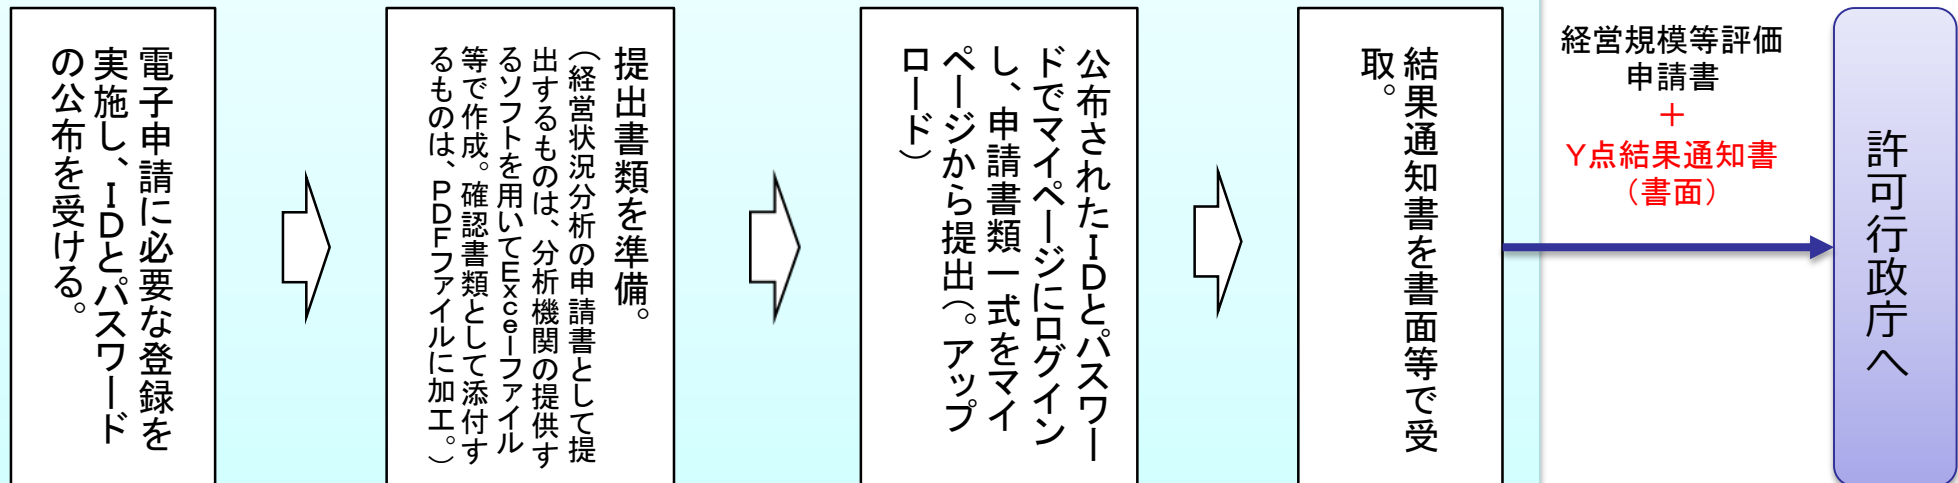 電子申請に必要な登録を
実施し、IDとパスワード
の公布を受ける。
提出書類を準備。
（経営状況分析の申請書として提
出するものは、分析機関の提供す
るソフトを用いてExcelファイル
等で作成。確認書類として添付す
るものは、PDFファイルに加工。）
公布されたIDとパスワー
ドでマイページにログイン
し、申請書類一式をマイ
ページから提出（。アップ
ロード）
結果通知書を書面等で受
取。
経営規模等評価
申請書
＋
Y点結果通知書
（書面）
許可行政庁へ